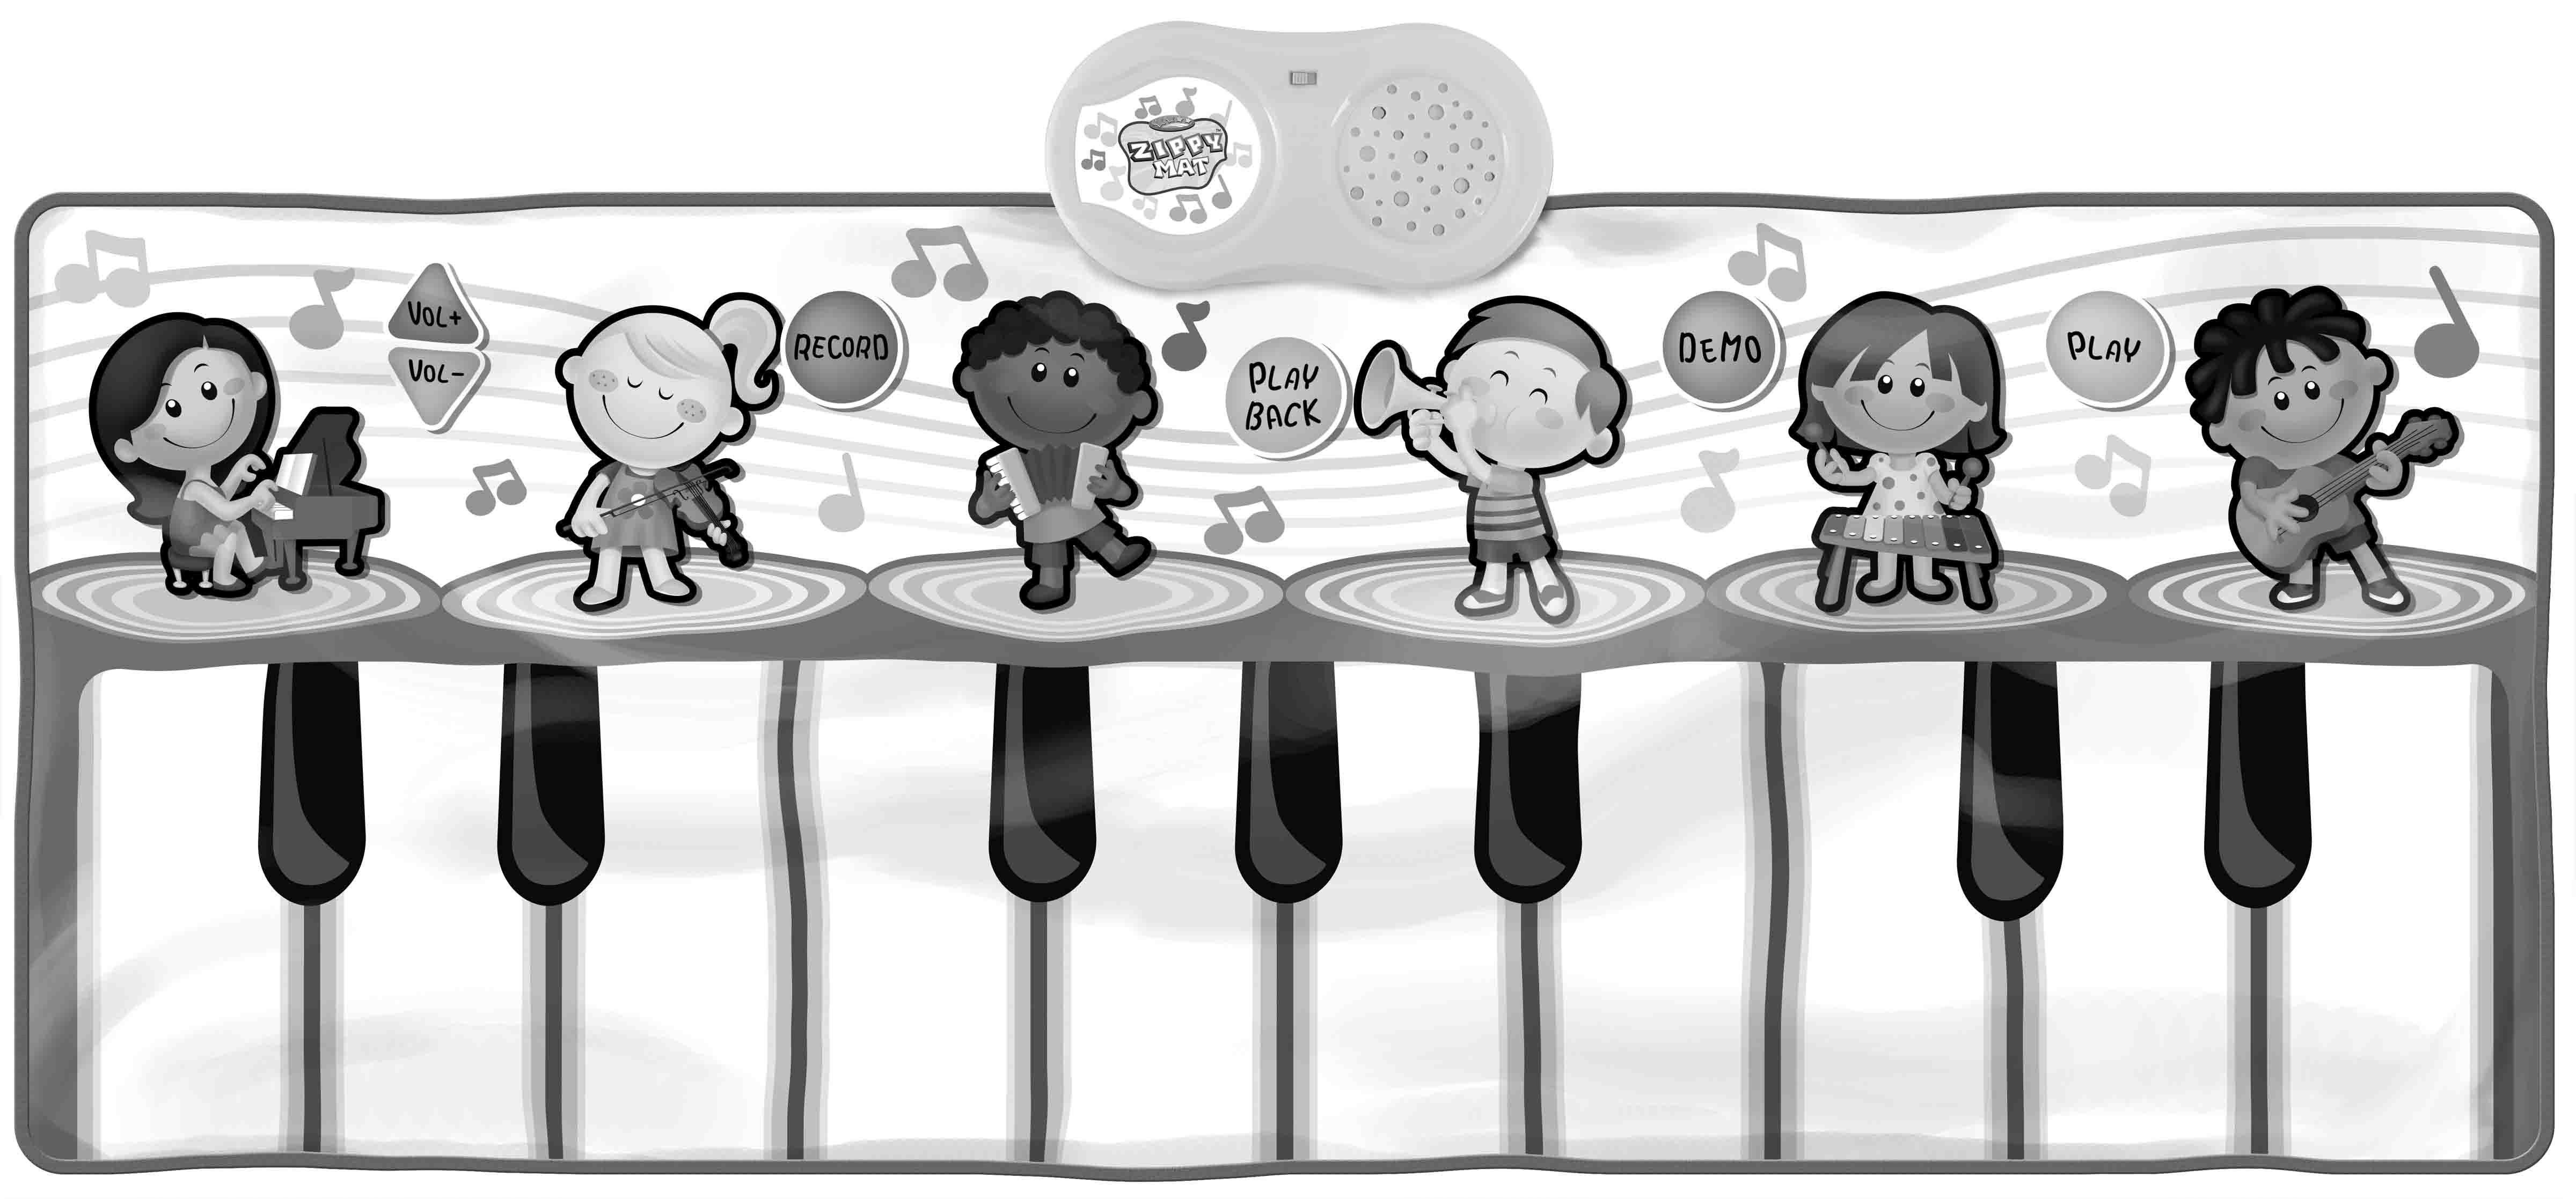 ZIPPY
MAT
VOL+
VOL-
RECORD
PLAY
BACK
DEMO
PLAY